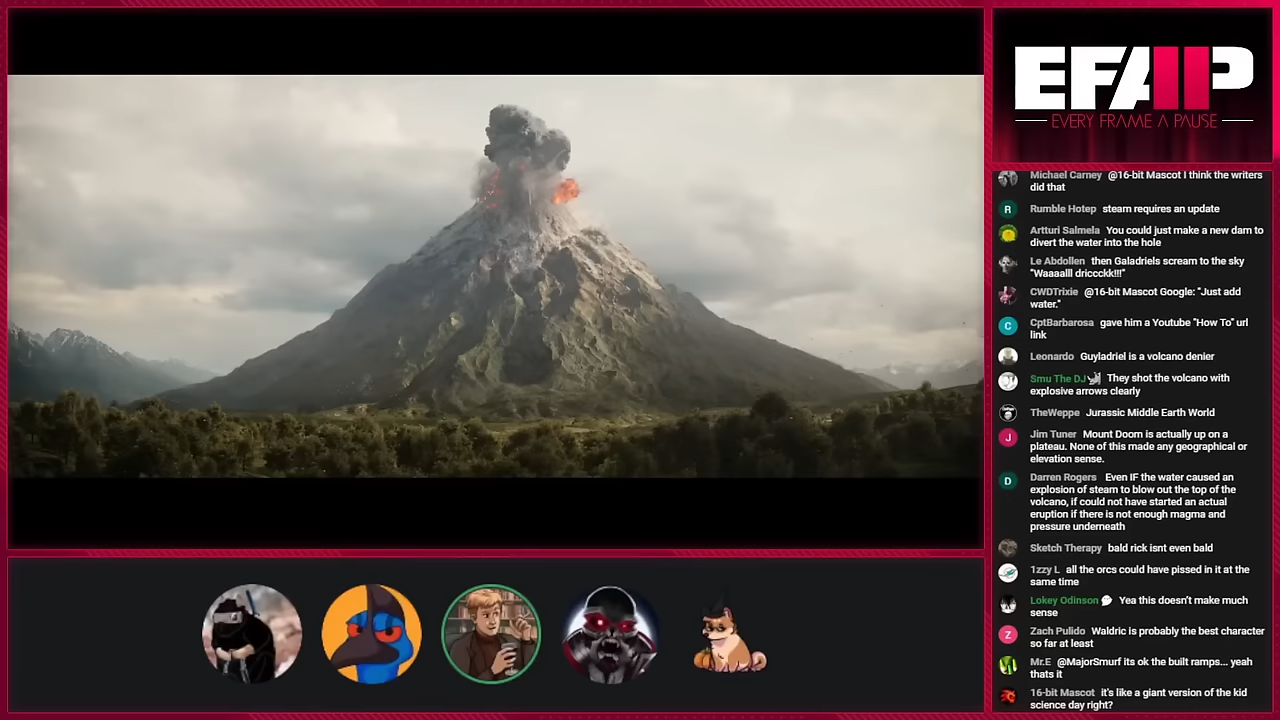 EFAP
EVERY FRAME A PAUSE
Michael Carney @16-bit Mascot I think the writers
did that
R Rumble Hotep steam requires an update
Artturi Salmela You could just make a new dam to
divert the water into the hole
Le Abdollen then Galadriels scream to the sky
"Waaaalll driccckk!!!"
CWDTrixie @16-bit Mascot Google: "Just add
water."
C CptBarbarosa gave him a Youtube "How To" url
link
Leonardo Guyladriel is a volcano denier
Smu The DJ They shot the volcano with
explosive arrows clearly
TheWeppe Jurassic Middle Earth World
J Jim Tuner Mount Doom is actually up on a
plateau. None of this made any geographical or
elevation sense.
D Darren Rogers Even IF the water caused an
explosion of steam to blow out the top of the
volcano, if could not have started an actual
eruption if there is not enough magma and
pressure underneath
Sketch Therapy bald rick isnt even bald
1zzy L all the orcs could have pissed in it at the
same time
Lokey Odinson Yea this doesn't make much
sense
Z Zach Pulido Waldric is probably the best character
so far at least
Mr.E @MajorSmurf its ok the built ramps... yeah
thats it
16-bit Mascot it's like a giant version of the kid
science day right?